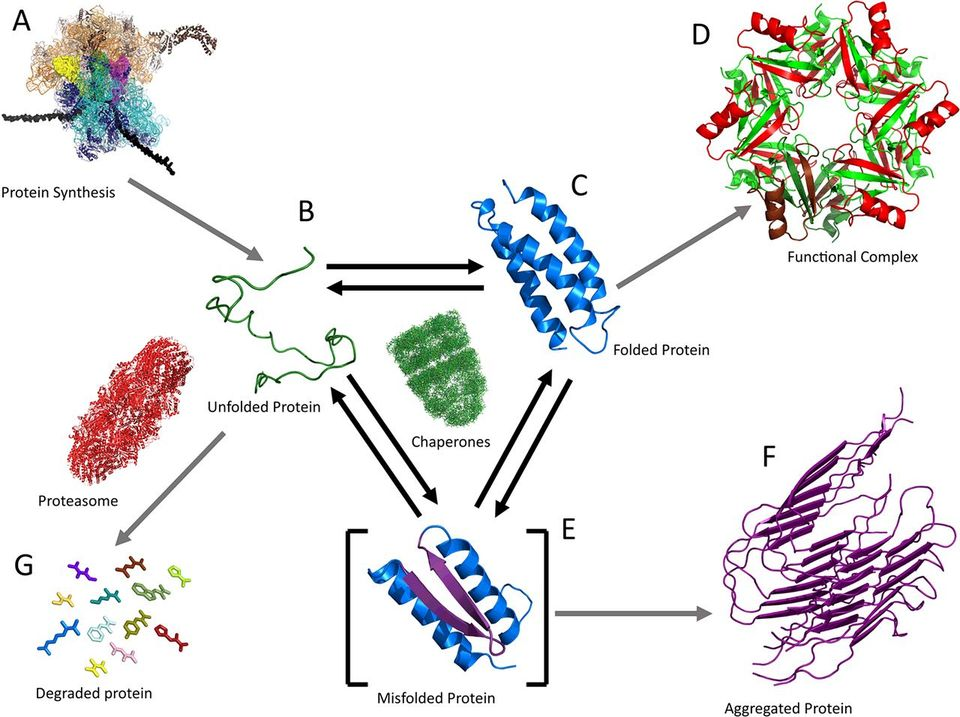 A
Protein Synthesis
B
Unfolded Protein
C
Folded Protein
D
Functional Complex
Chaperones
Proteasome
E
Misfolded Protein
F
Aggregated Protein
G
Degraded protein